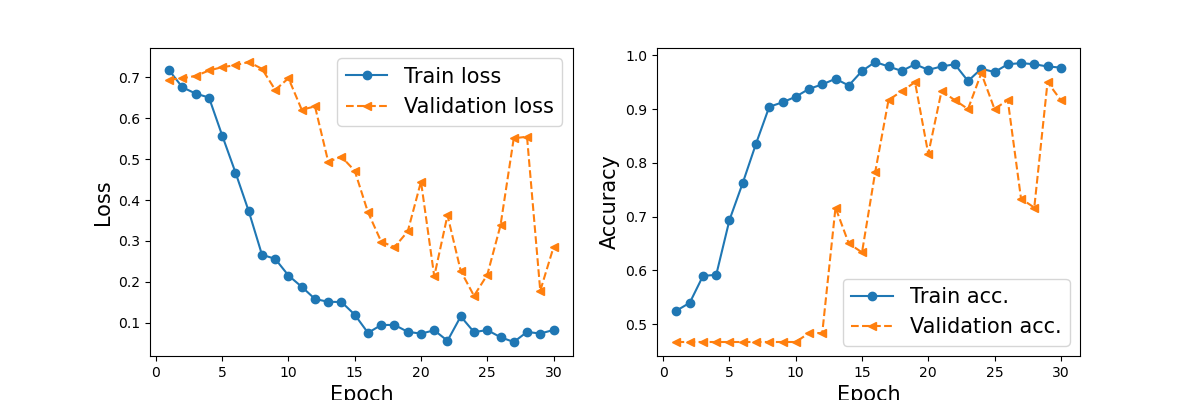 0.7
0.6
0.5
0.4
0.3
0.2
0.1
Loss
0 5 10 15 20 25 30
Epoch
Train loss
Validation loss
1.0
0.9
0.8
0.7
0.6
0.5
Accuracy
0 5 10 15 20 25 30
Epoch
Train acc.
Validation acc.